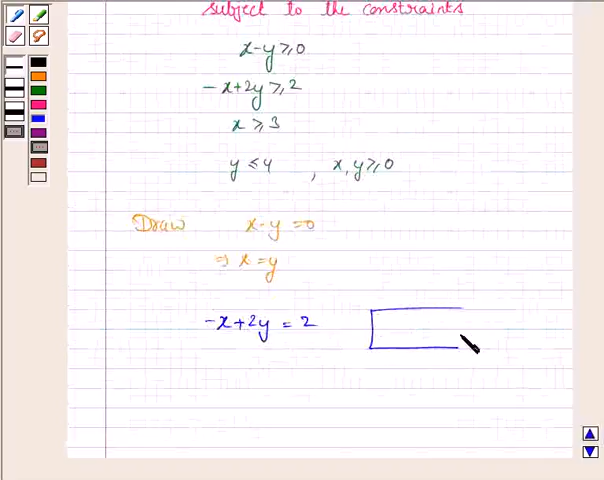 subject to the constraints
x-y ≥ 0
-x+2y ≥ 2
x ≥ 3
y ≤ 4 , x, y ≥ 0
Draw x-y = 0
⇒ x = y
-x+2y = 2